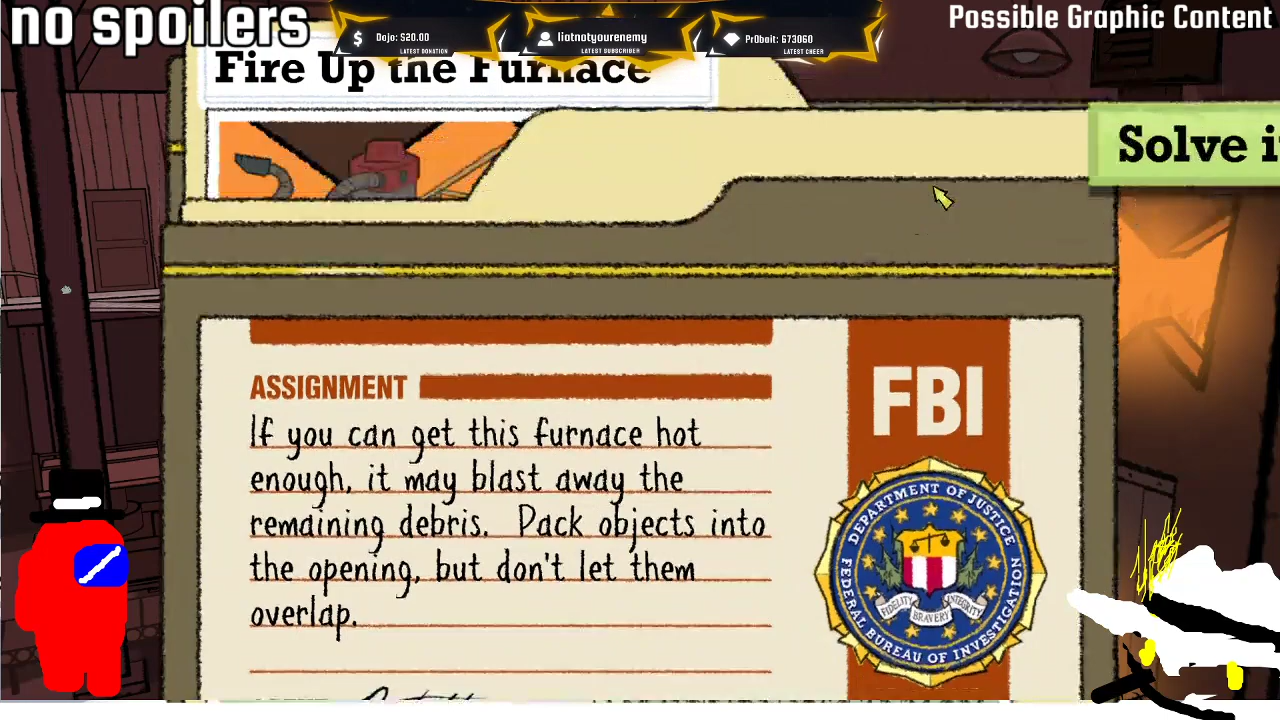 no spoilers
Dojo: $20.00
LATEST DONATION
liatnotyourenemy
LATEST SUBSCRIBER
Pr0bait: 673060
LATEST CHEER
Possible Graphic Content
Fire Up the Furnace
Solve i
ASSIGNMENT
If you can get this furnace hot
enough, it may blast away the
remaining debris. Pack objects into
the opening, but don't let them
overlap.
FBI
DEPARTMENT OF JUSTICE
FEDERAL BUREAU OF INVESTIGATION
FIDELITY
BRAVERY
INTEGRITY